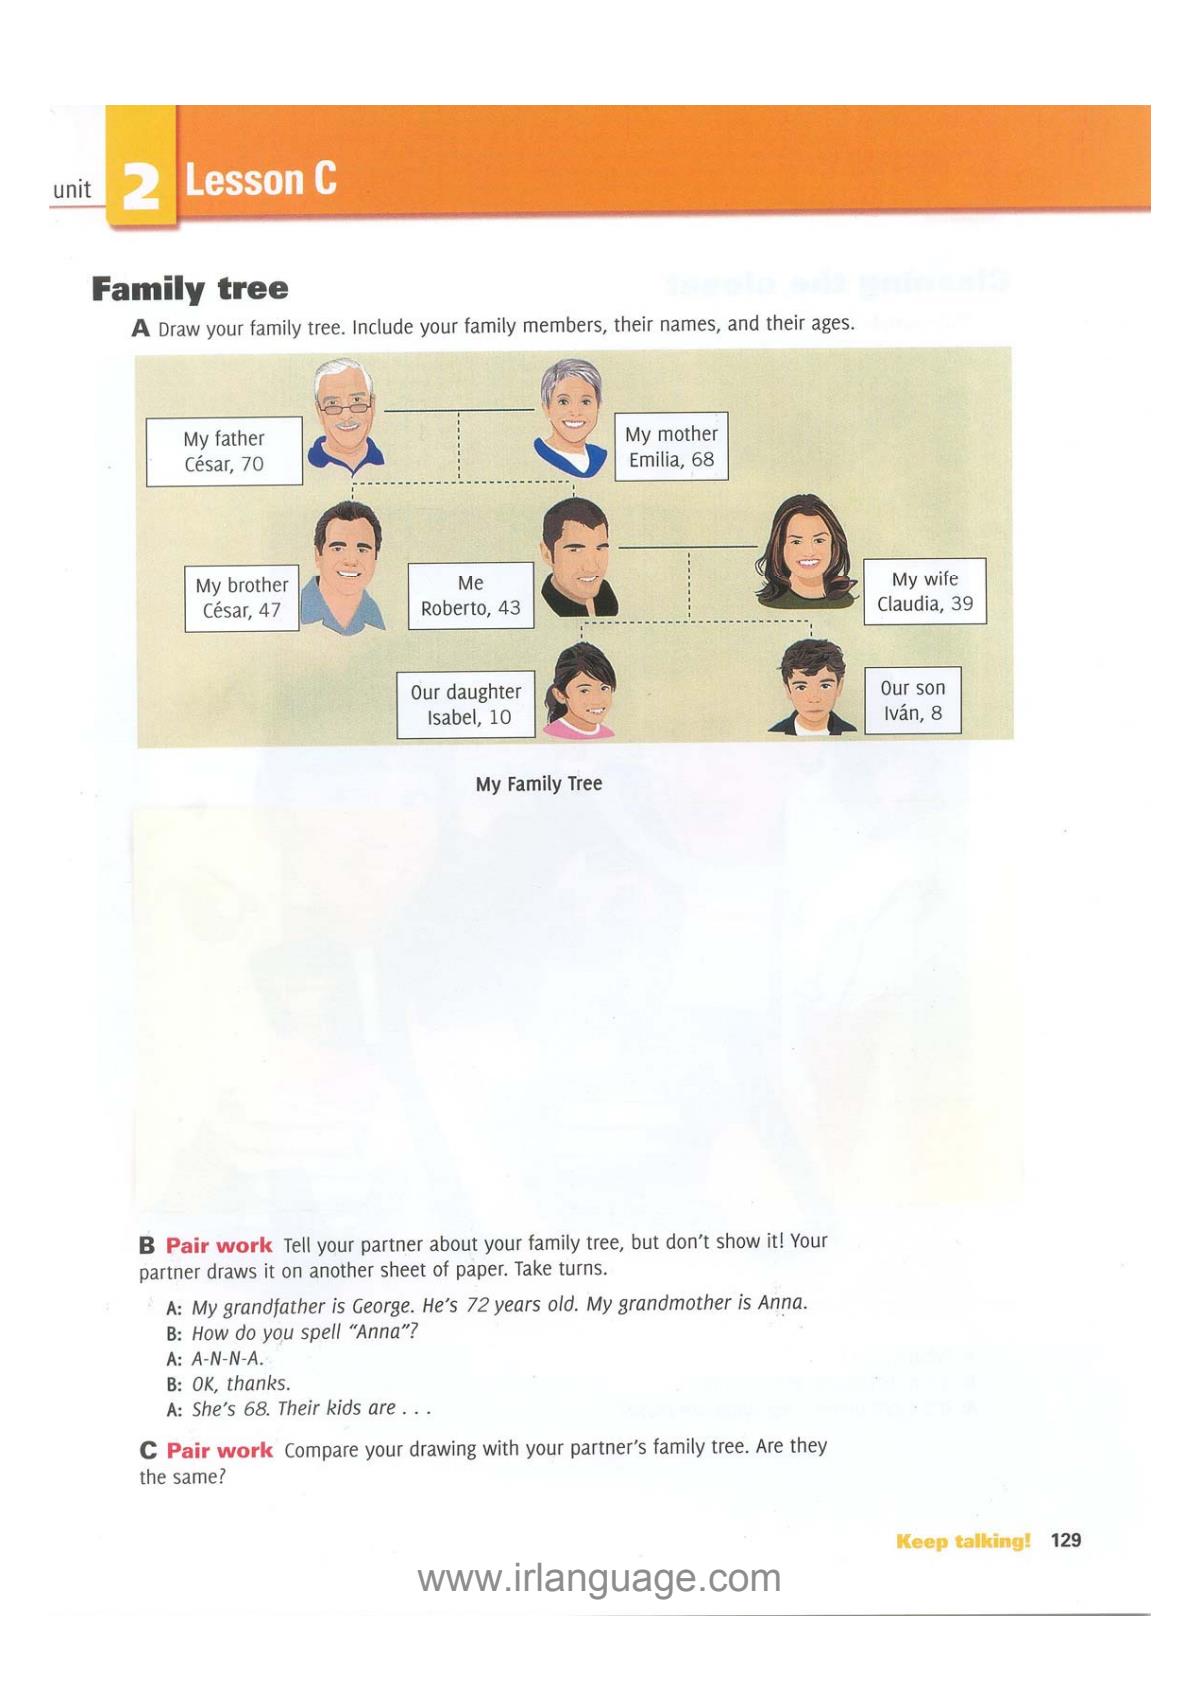 unit 2 Lesson C
Family tree
A Draw your family tree. Include your family members, their names, and their ages.
My father
César, 70
My mother
Emilia, 68
My brother
César, 47
Me
Roberto, 43
My wife
Claudia, 39
Our daughter
Isabel, 10
Our son
Iván, 8
My Family Tree
B Pair work Tell your partner about your family tree, but don't show it! Your
partner draws it on another sheet of paper. Take turns.
A: My grandfather is George. He's 72 years old. My grandmother is Anna.
B: How do you spell “Anna”?
A: A-N-N-A.
B: OK, thanks.
A: She's 68. Their kids are . . .
C Pair work Compare your drawing with your partner's family tree. Are they
the same?
Keep talking! 129
www.irlanguage.com